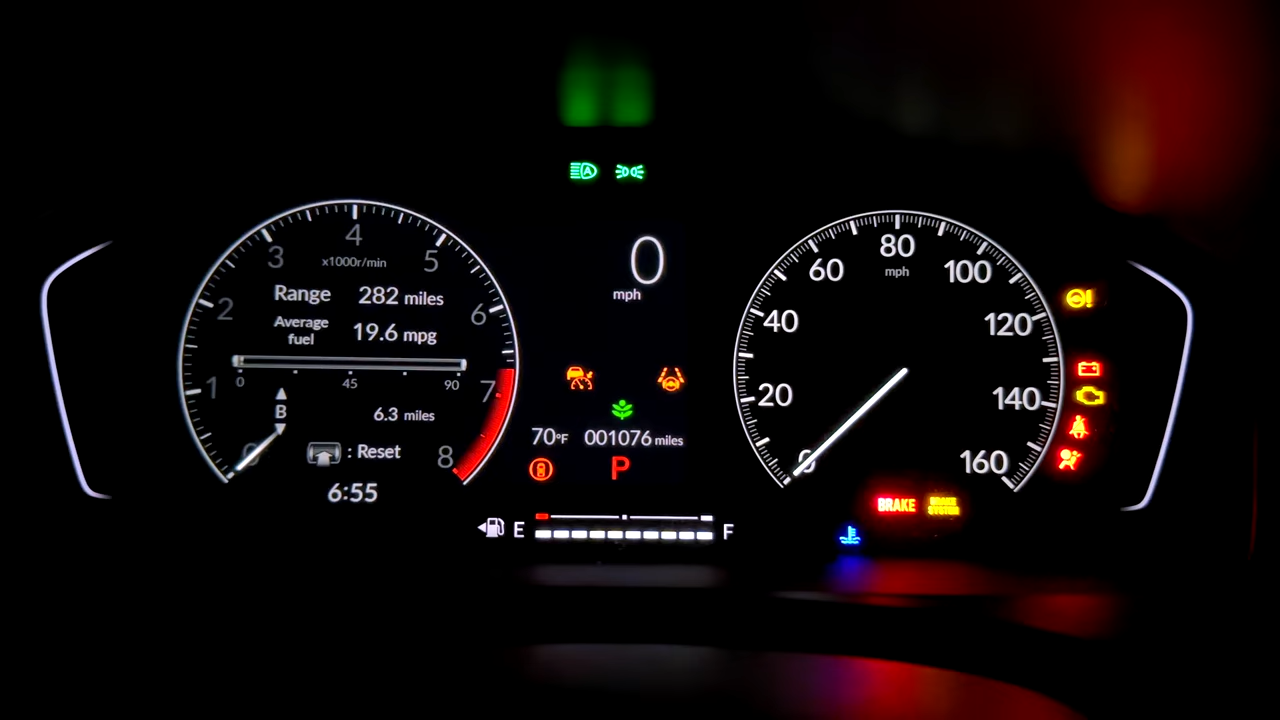 A
0
mph
4
3
5
x1000r/min
Range 282 miles
2
6
Average
fuel
19.6 mpg
0 45 90
1
7
B
6.3 miles
0
: Reset
8
6:55
70°F 001076 miles
P
E F
80
mph
60
100
40
120
20
140
0
160
!
BRAKE
BRAKE
SYSTEM